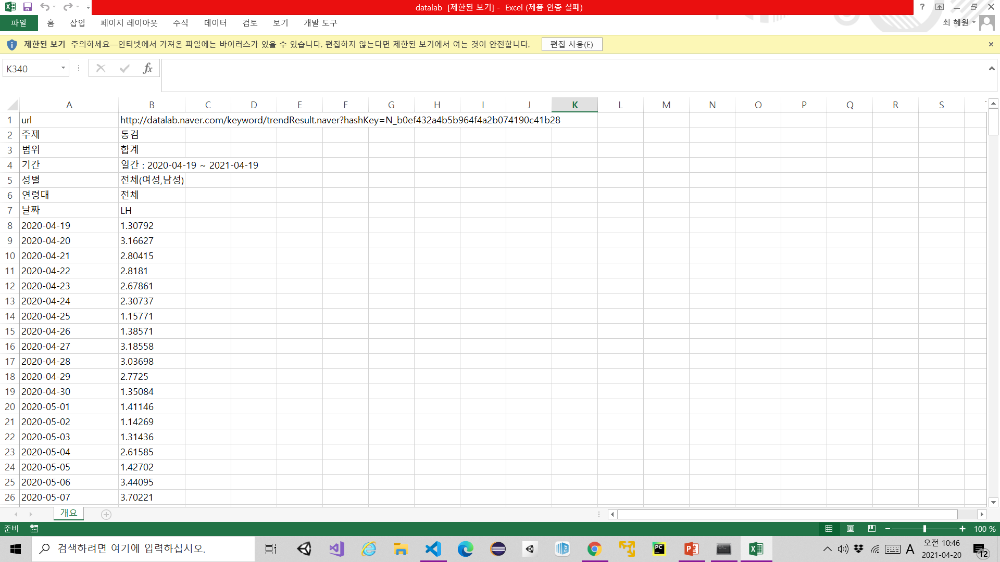 datablab [제한된 보기] - Excel (제품 인증 실패)
파일 홈 삽입 페이지 레이아웃 수식 데이터 검토 보기 개발 도구 최 혜원
제한된 보기 주의하세요—인터넷에서 가져온 파일에는 바이러스가 있을 수 있습니다. 편집하지 않는다면 제한된 보기에서 여는 것이 안전합니다. 편집 사용(E)
K340 fx
A B C D E F G H I J K L M N O P Q R S
1 url http://datalab.naver.com/keyword/trendResult.naver?hashKey=N_b0ef432a4b5b964f4a2b074190c41b28
2 주제 통검
3 범위 합계
4 기간 일간 : 2020-04-19 ~ 2021-04-19
5 성별 전체(여성,남성)
6 연령대 전체
7 날짜 LH
8 2020-04-19 1.30792
9 2020-04-20 3.16627
10 2020-04-21 2.80415
11 2020-04-22 2.8181
12 2020-04-23 2.67861
13 2020-04-24 2.30737
14 2020-04-25 1.15771
15 2020-04-26 1.38571
16 2020-04-27 3.18558
17 2020-04-28 3.03698
18 2020-04-29 2.7725
19 2020-04-30 1.35084
20 2020-05-01 1.41146
21 2020-05-02 1.14269
22 2020-05-03 1.31436
23 2020-05-04 2.61585
24 2020-05-05 1.42702
25 2020-05-06 3.44095
26 2020-05-07 3.70221
개요
준비 100 %
검색하려면 여기에 입력하십시오. A 오전 10:46
2021-04-20 12